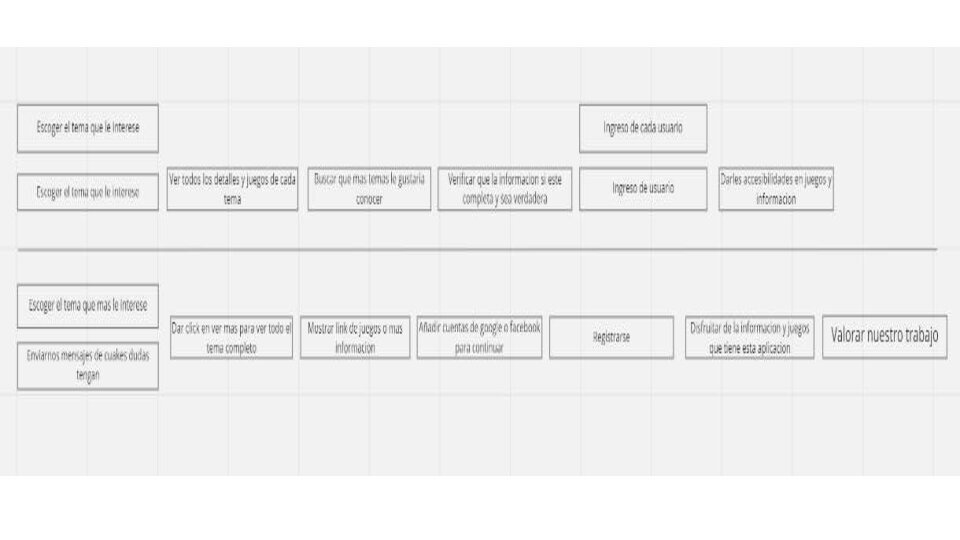 Escoger el tema que le interese
Ingreso de cada usuario
Escoger el tema que le interese
Ver todos los detalles y juegos de cada
tema
Buscar que mas temas le gustaria
conocer
Verificar que la informacion si este
completa y sea verdadera
Ingreso de usuario
Darles accesibilidades en juegos y
informacion
Escoger el tema que mas le interese
Enviarnos mensajes de cuakes dudas
tengan
Dar click en ver mas para ver todo el
tema completo
Mostrar link de juegos o mas
informacion
Añadir cuentas de google o facebook
para continuar
Registrarse
Disfruitar de la informacion y juegos
que tiene esta aplicacion
Valorar nuestro trabajo